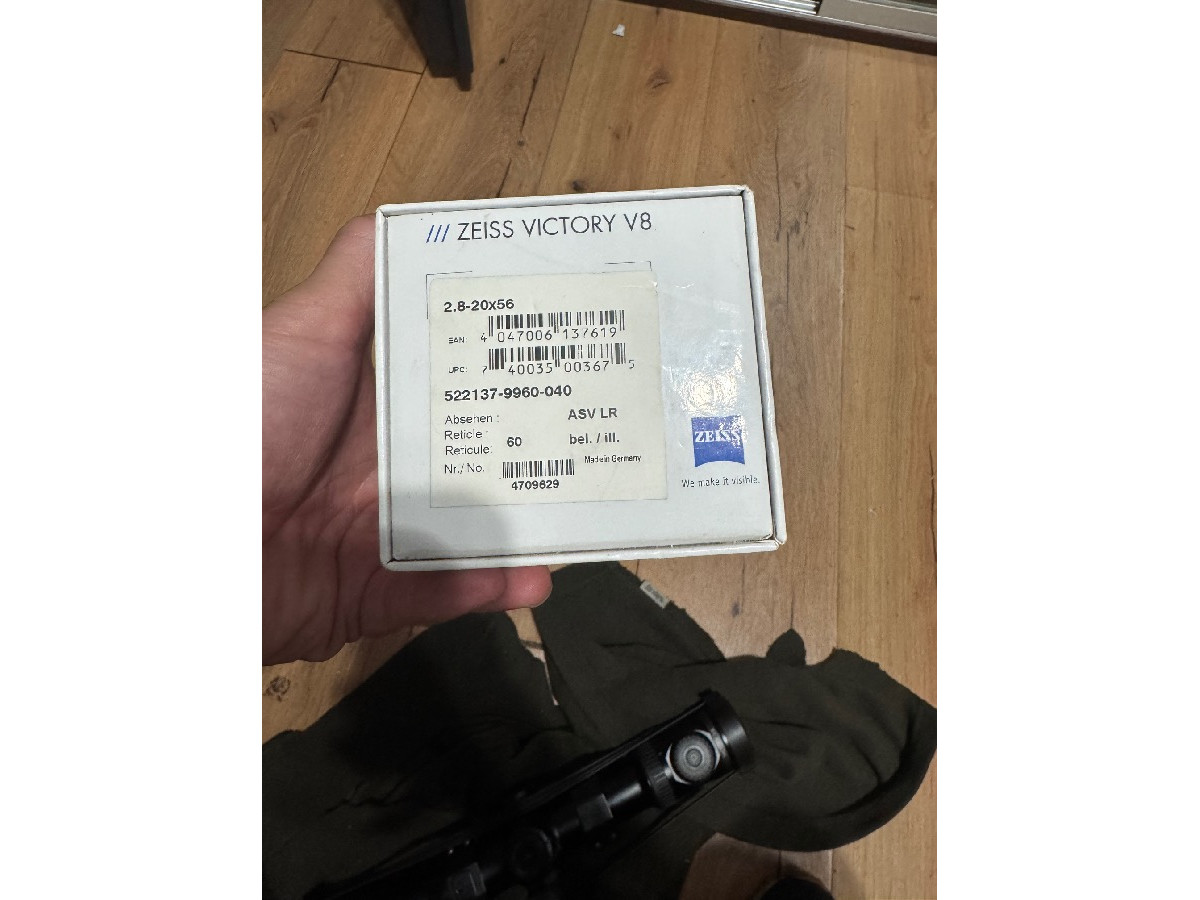 /// ZEISS VICTORY V8
2.8-20x56
EAN: 4 047006 137619
UPC: 7 40035 00367 5
522137-9960-040
Absehen : ASV LR
Reticle :
Reticule: 60 bel. / ill.
Nr./ No. Made in Germany
4709629
ZEISS
We make it visible.